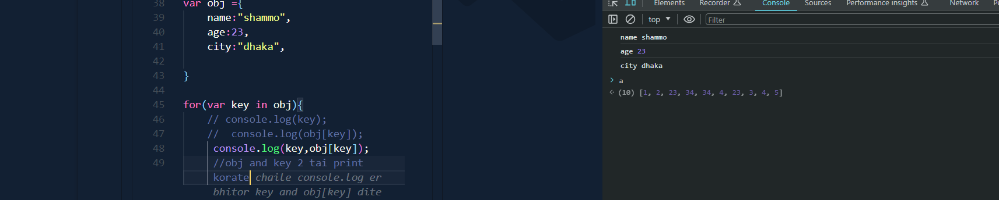 38 var obj ={
39 name:"shammo",
40 age:23,
41 city:"dhaka",
42
43 }
44
45 for(var key in obj){
46 // console.log(key);
47 //  console.log(obj[key]);
48 console.log(key,obj[key]);
49 //obj and key 2 tai print
korate chaile console.log er
bhitor key and obj[key] dite
Elements Recorder Console Sources Performance insights Network
top Filter
name shammo
age 23
city dhaka
> a
(10) [1, 2, 23, 34, 34, 4, 23, 3, 4, 5]